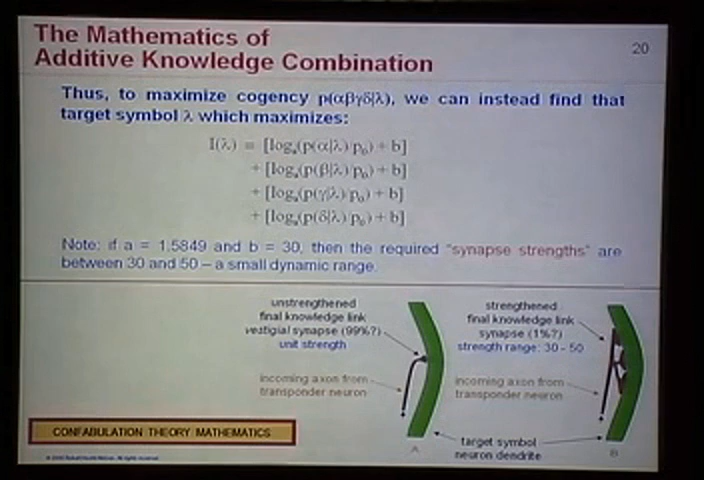 The Mathematics of
Additive Knowledge Combination
20
Thus, to maximize cogency p(αβγδ|λ), we can instead find that
target symbol λ which maximizes:
I(λ) ≡ [logₐ(p(α|λ)/p₀) + b]
+ [logₐ(p(β|λ)/p₀) + b]
+ [logₐ(p(γ|λ)/p₀) + b]
+ [logₐ(p(δ|λ)/p₀) + b]
Note: if a = 1.5849 and b = 30, then the required "synapse strengths" are
between 30 and 50 – a small dynamic range.
unstrengthened
final knowledge link
vestigial synapse (99%?)
unit strength
incoming axon from
transponder neuron
A
strengthened
final knowledge link
synapse (1%?)
strength range: 30 - 50
incoming axon from
transponder neuron
B
target symbol
neuron dendrite
CONFABULATION THEORY MATHEMATICS
All rights reserved